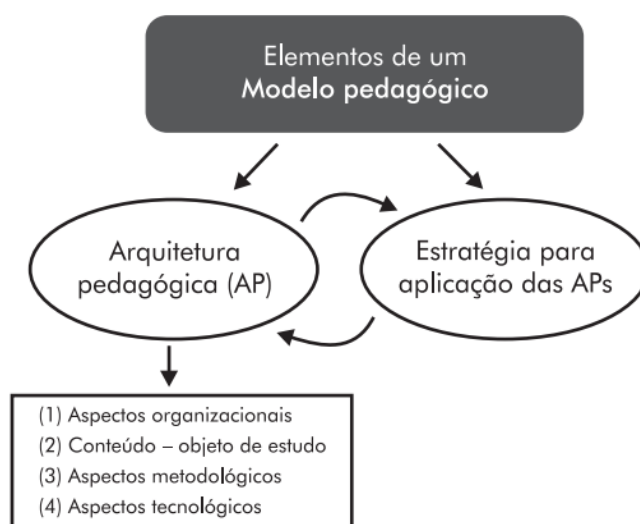 Elementos de um
Modelo pedagógico
Arquitetura
pedagógica (AP)
Estratégia para
aplicação das APs
(1) Aspectos organizacionais
(2) Conteúdo – objeto de estudo
(3) Aspectos metodológicos
(4) Aspectos tecnológicos